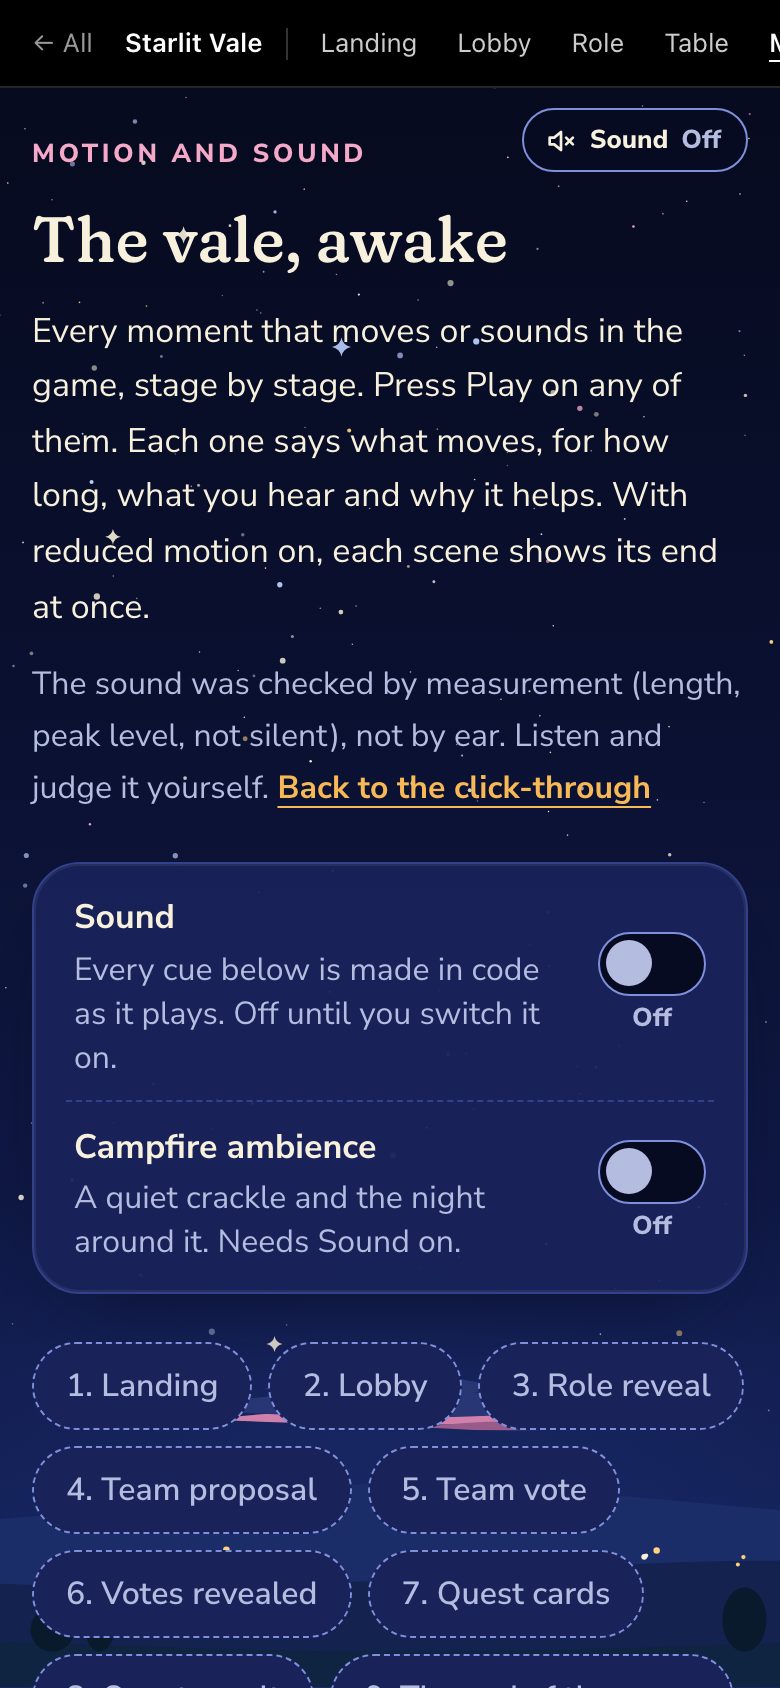 ← All Starlit Vale Landing Lobby Role Table
MOTION AND SOUND
Sound Off
The vale, awake
Every moment that moves or sounds in the
game, stage by stage. Press Play on any of
them. Each one says what moves, for how
long, what you hear and why it helps. With
reduced motion on, each scene shows its end
at once.
The sound was checked by measurement (length,
peak level, not silent), not by ear. Listen and
judge it yourself. Back to the click-through
Sound
Every cue below is made in code
as it plays. Off until you switch it
on.
Off
Campfire ambience
A quiet crackle and the night
around it. Needs Sound on.
Off
1. Landing 2. Lobby 3. Role reveal
4. Team proposal 5. Team vote
6. Votes revealed 7. Quest cards